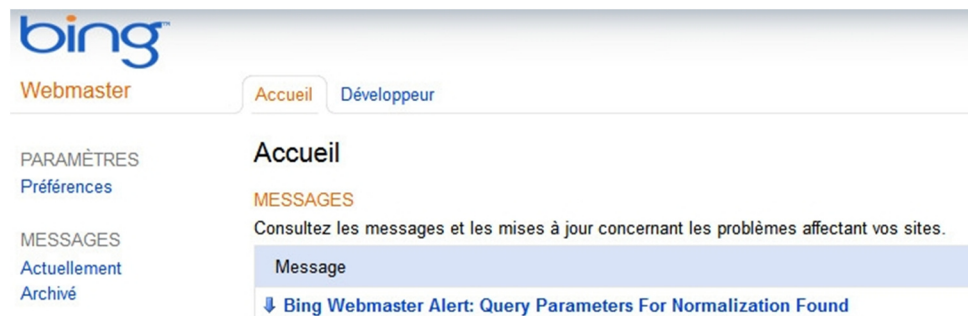 bing™
Webmaster
Accueil Développeur
PARAMÈTRES
Préférences
MESSAGES
Actuellement
Archivé
Accueil
MESSAGES
Consultez les messages et les mises à jour concernant les problèmes affectant vos sites.
Message
Bing Webmaster Alert: Query Parameters For Normalization Found